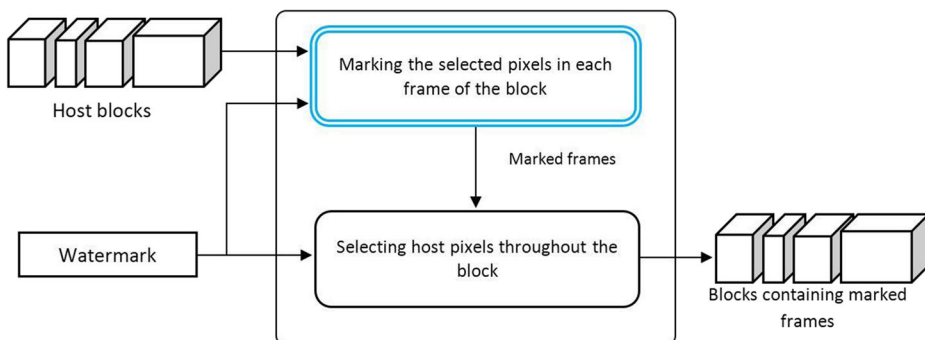 Marking the selected pixels in each
frame of the block
Host blocks
Marked frames
Watermark
Selecting host pixels throughout the
block
Blocks containing marked
frames